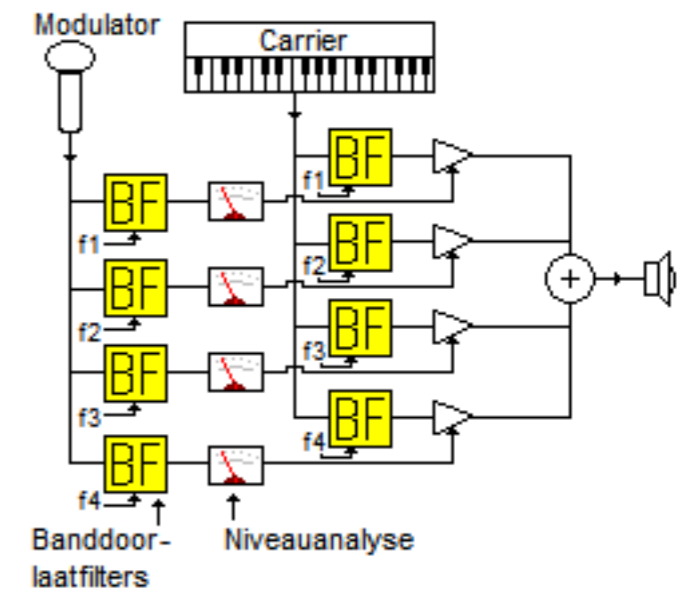 Modulator
Carrier
BF
f1
BF
f1
BF
f2
BF
f2
BF
f3
BF
f3
BF
f4
BF
f4
+
Banddoor-
laatfilters
Niveauanalyse